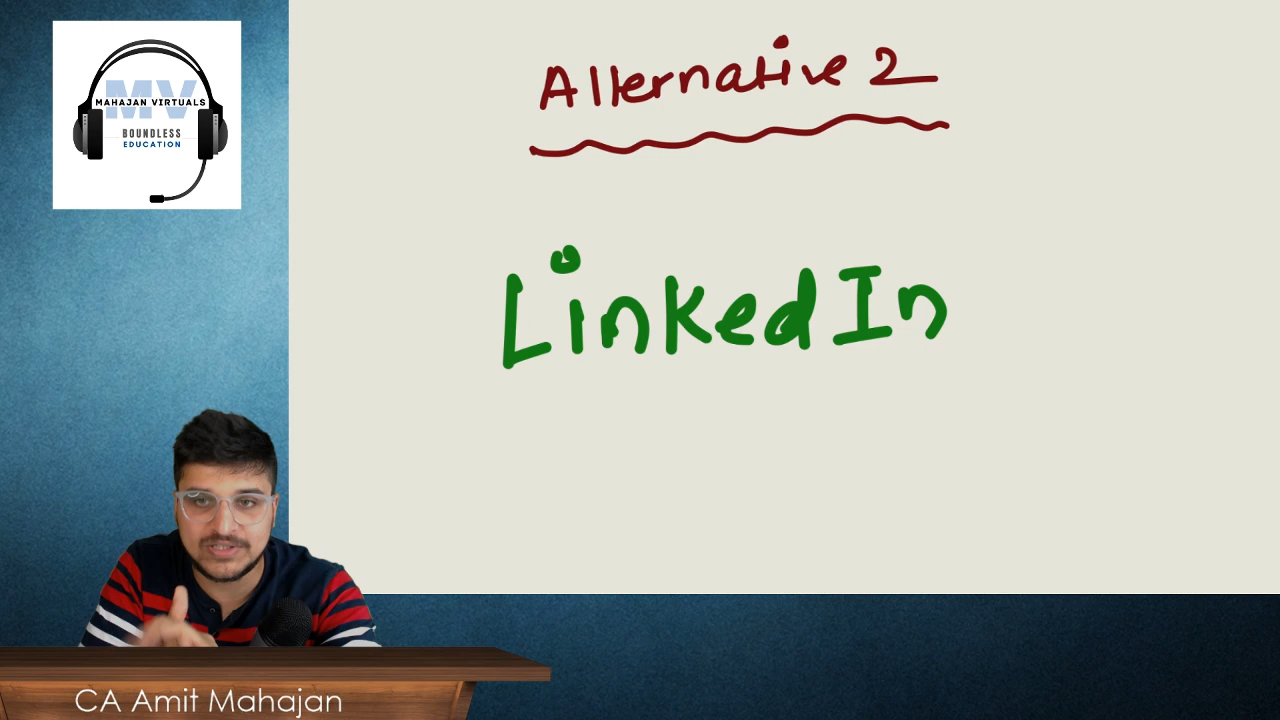 MV
MAHAJAN VIRTUALS
BOUNDLESS
EDUCATION
Alternative 2
LinkedIn
CA Amit Mahajan